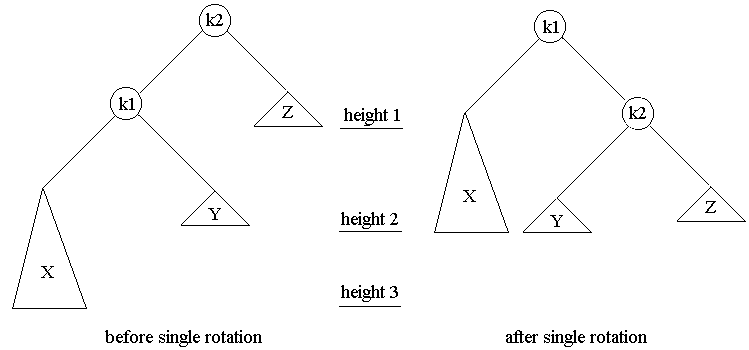 k2
k1
Z
X
Y
before single rotation
height 1
height 2
height 3
k1
k2
X
Y
Z
after single rotation